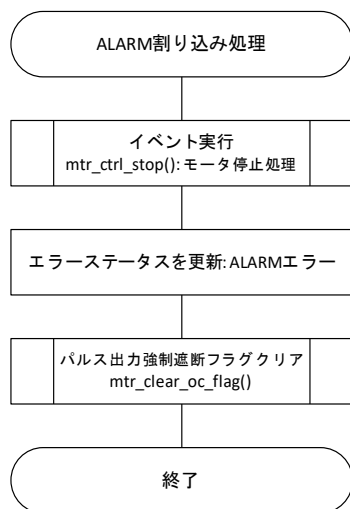 ALARM割り込み処理
イベント実行
mtr_ctrl_stop(): モータ停止処理
エラーステータスを更新: ALARMエラー
パルス出力強制遮断フラグクリア
mtr_clear_oc_flag()
終了